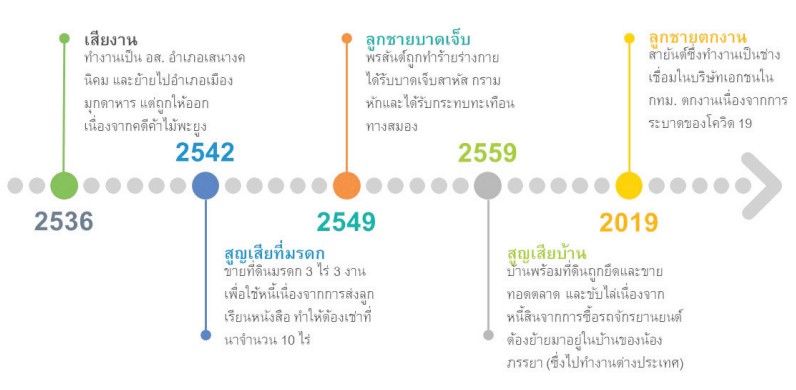 เสียงาน
ทำงานเป็น อส. อำเภอเสนางค
นิคม และย้ายไปอำเภอเมือง
มุกดาหาร แต่ถูกให้ออก
เนื่องจากคดีค้าไม้พะยูง
2536
2542
สูญเสียที่มรดก
ขายที่ดินมรดก 3 ไร่ 3 งาน
เพื่อใช้หนี้เนื่องจากการส่งลูก
เรียนหนังสือ ทำให้ต้องเช่าที่
นาจำนวน 10 ไร่
ลูกชายบาดเจ็บ
พรสันต์ถูกทำร้ายร่างกาย
ได้รับบาดเจ็บสาหัส กราม
หักและได้รับกระทบทะเทือน
ทางสมอง
2549
2559
สูญเสียบ้าน
บ้านพร้อมที่ดินถูกยึดและขาย
ทอดตลาด และขับไล่เนื่องจาก
หนี้สินจากการซื้อรถจักรยานยนต์
ต้องย้ายมาอยู่ในบ้านของน้อง
ภรรยา (ซึ่งไปทำงานต่างประเทศ)
ลูกชายตกงาน
สายันต์ซึ่งทำงานเป็นช่าง
เชื่อมในบริษัทเอกชนใน
กทม. ตกงานเนื่องจากการ
ระบาดของโควิด 19
2019